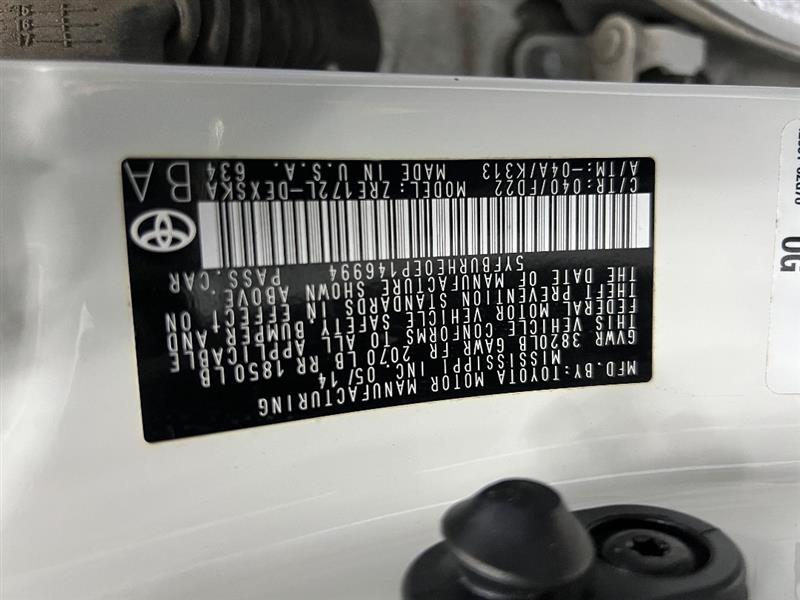 MFD.BY:TOYOTA MOTOR MANUFACTURING
MISSISSIPPI INC. 05/14
GVWR 3820LB GAWR FR 2070 LB RR 1850 LB
THIS VEHICLE CONFORMS TO ALL APPLICABLE
FEDERAL MOTOR VEHICLE SAFETY, BUMPER AND
THEFT PREVENTION STANDARDS IN EFFECT ON
THE DATE OF MANUFACTURE SHOWN ABOVE.
5YFBURHE0EP146994 PASS.CAR
C/TR:040/FD22 MODEL:ZRE172L-DEXSKA
A/TM:-04A/K313 MADE IN U.S.A. 634
BA
0G